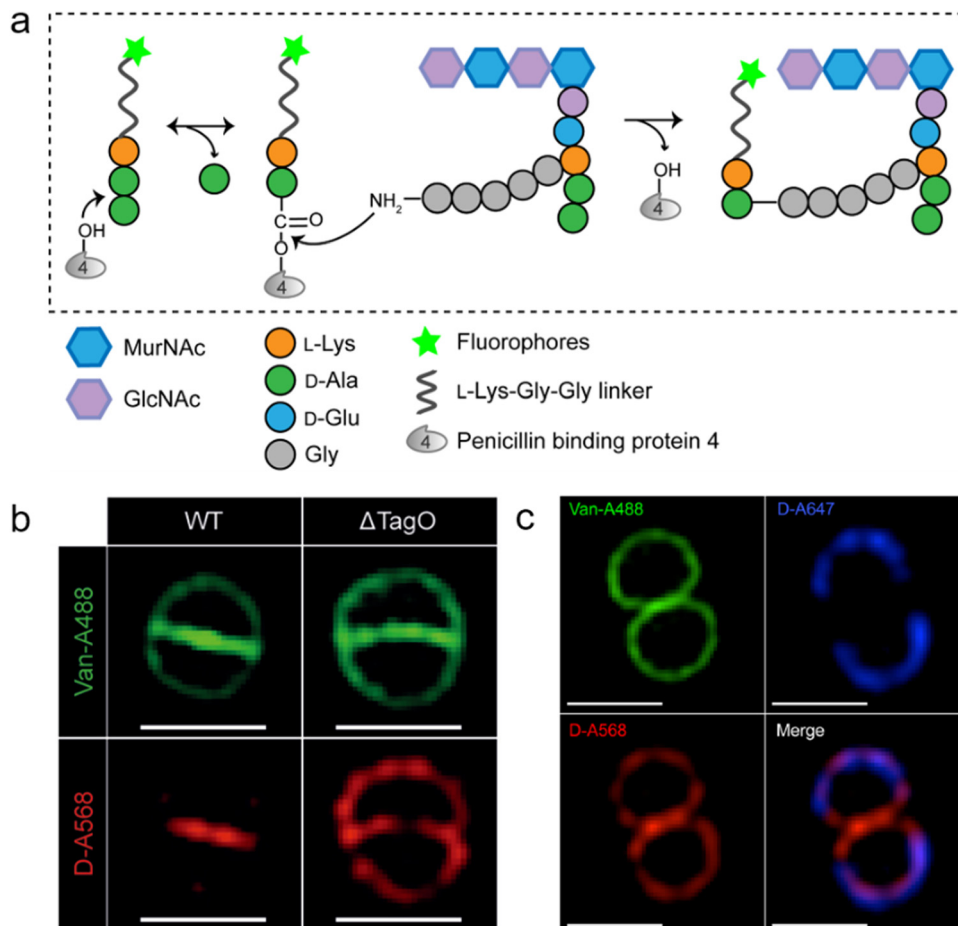 a
OH
4
C=O
O
4
NH2
OH
4
MurNAc
GlcNAc
L-Lys
D-Ala
D-Glu
Gly
Fluorophores
L-Lys-Gly-Gly linker
4 Penicillin binding protein 4
b
WT
ΔTagO
Van-A488
D-A568
c
Van-A488
D-A647
D-A568
Merge